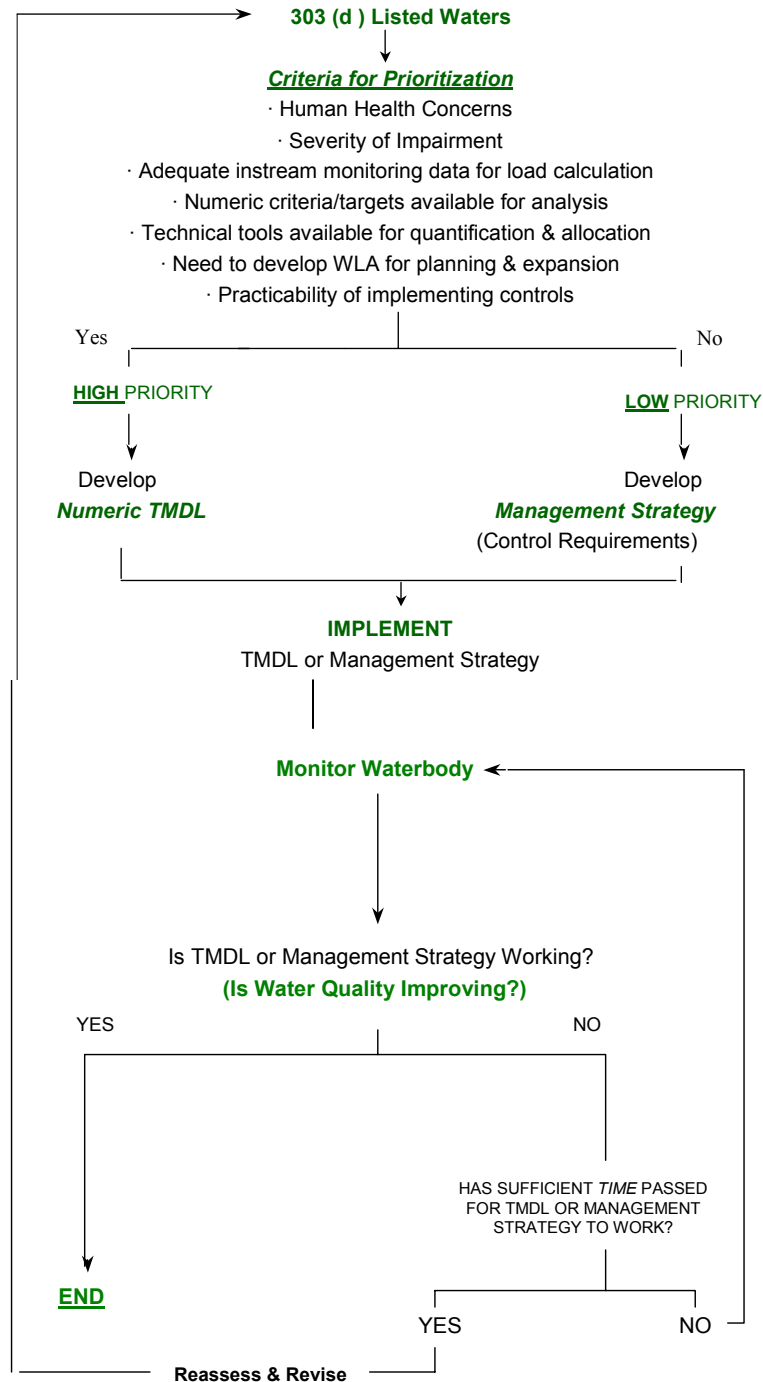 303 (d ) Listed Waters
Criteria for Prioritization
· Human Health Concerns
· Severity of Impairment
· Adequate instream monitoring data for load calculation
· Numeric criteria/targets available for analysis
· Technical tools available for quantification & allocation
· Need to develop WLA for planning & expansion
· Practicability of implementing controls
Yes
No
HIGH PRIORITY
LOW PRIORITY
Develop
Numeric TMDL
Develop
Management Strategy
(Control Requirements)
IMPLEMENT
TMDL or Management Strategy
Monitor Waterbody
Is TMDL or Management Strategy Working?
(Is Water Quality Improving?)
YES
NO
HAS SUFFICIENT TIME PASSED
FOR TMDL OR MANAGEMENT
STRATEGY TO WORK?
END
YES
NO
Reassess & Revise